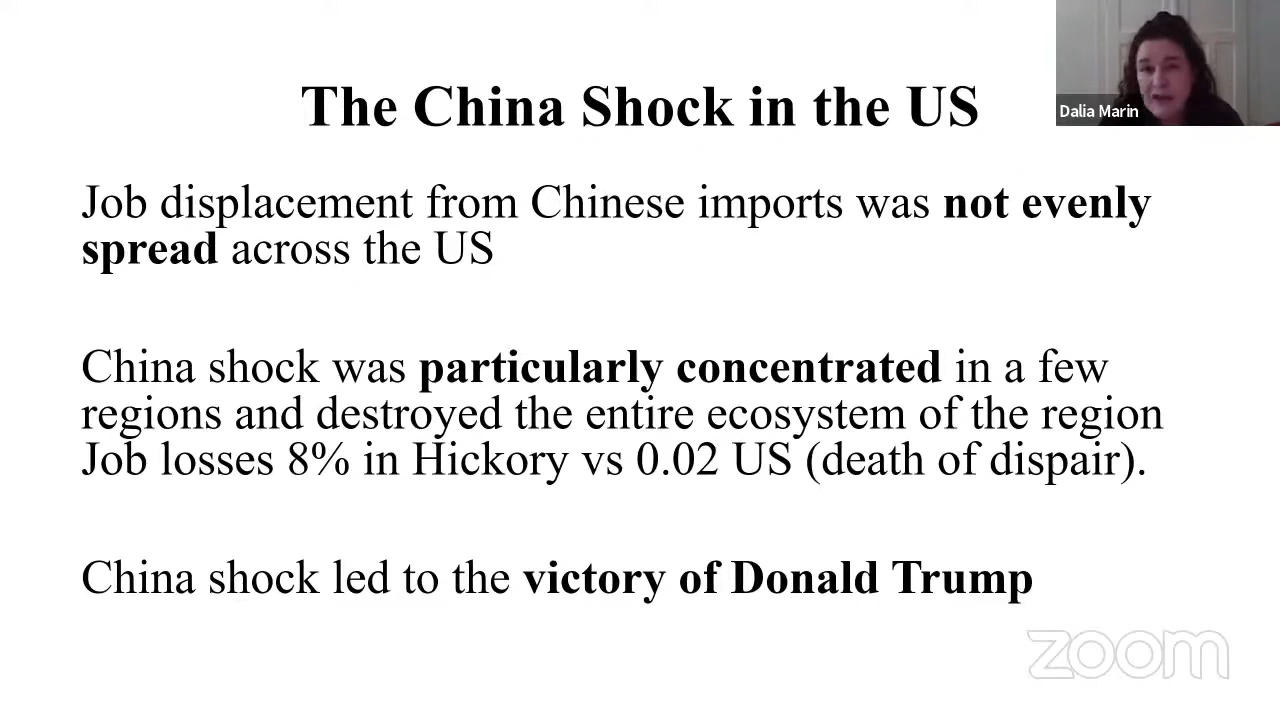 The China Shock in the US
Dalia Marin
Job displacement from Chinese imports was not evenly
spread across the US
China shock was particularly concentrated in a few
regions and destroyed the entire ecosystem of the region
Job losses 8% in Hickory vs 0.02 US (death of dispair).
China shock led to the victory of Donald Trump
zoom